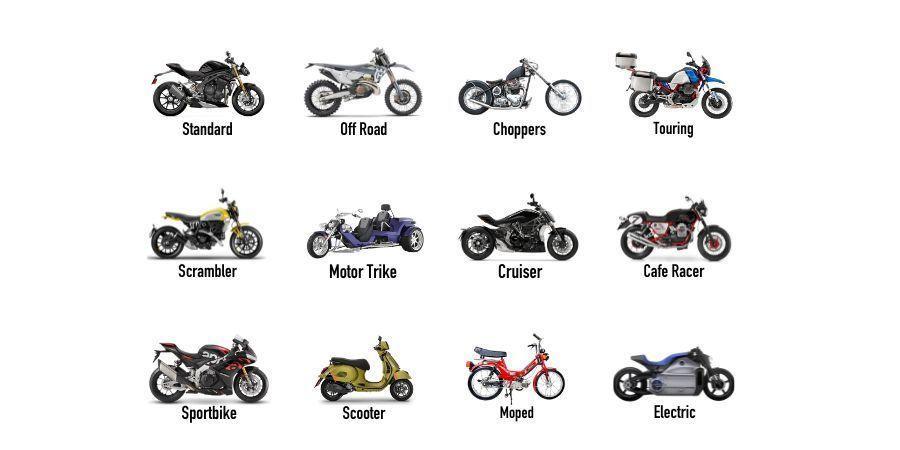 Standard
Off Road
Choppers
Touring
Scrambler
Motor Trike
Cruiser
Cafe Racer
Sportbike
Scooter
Moped
Electric